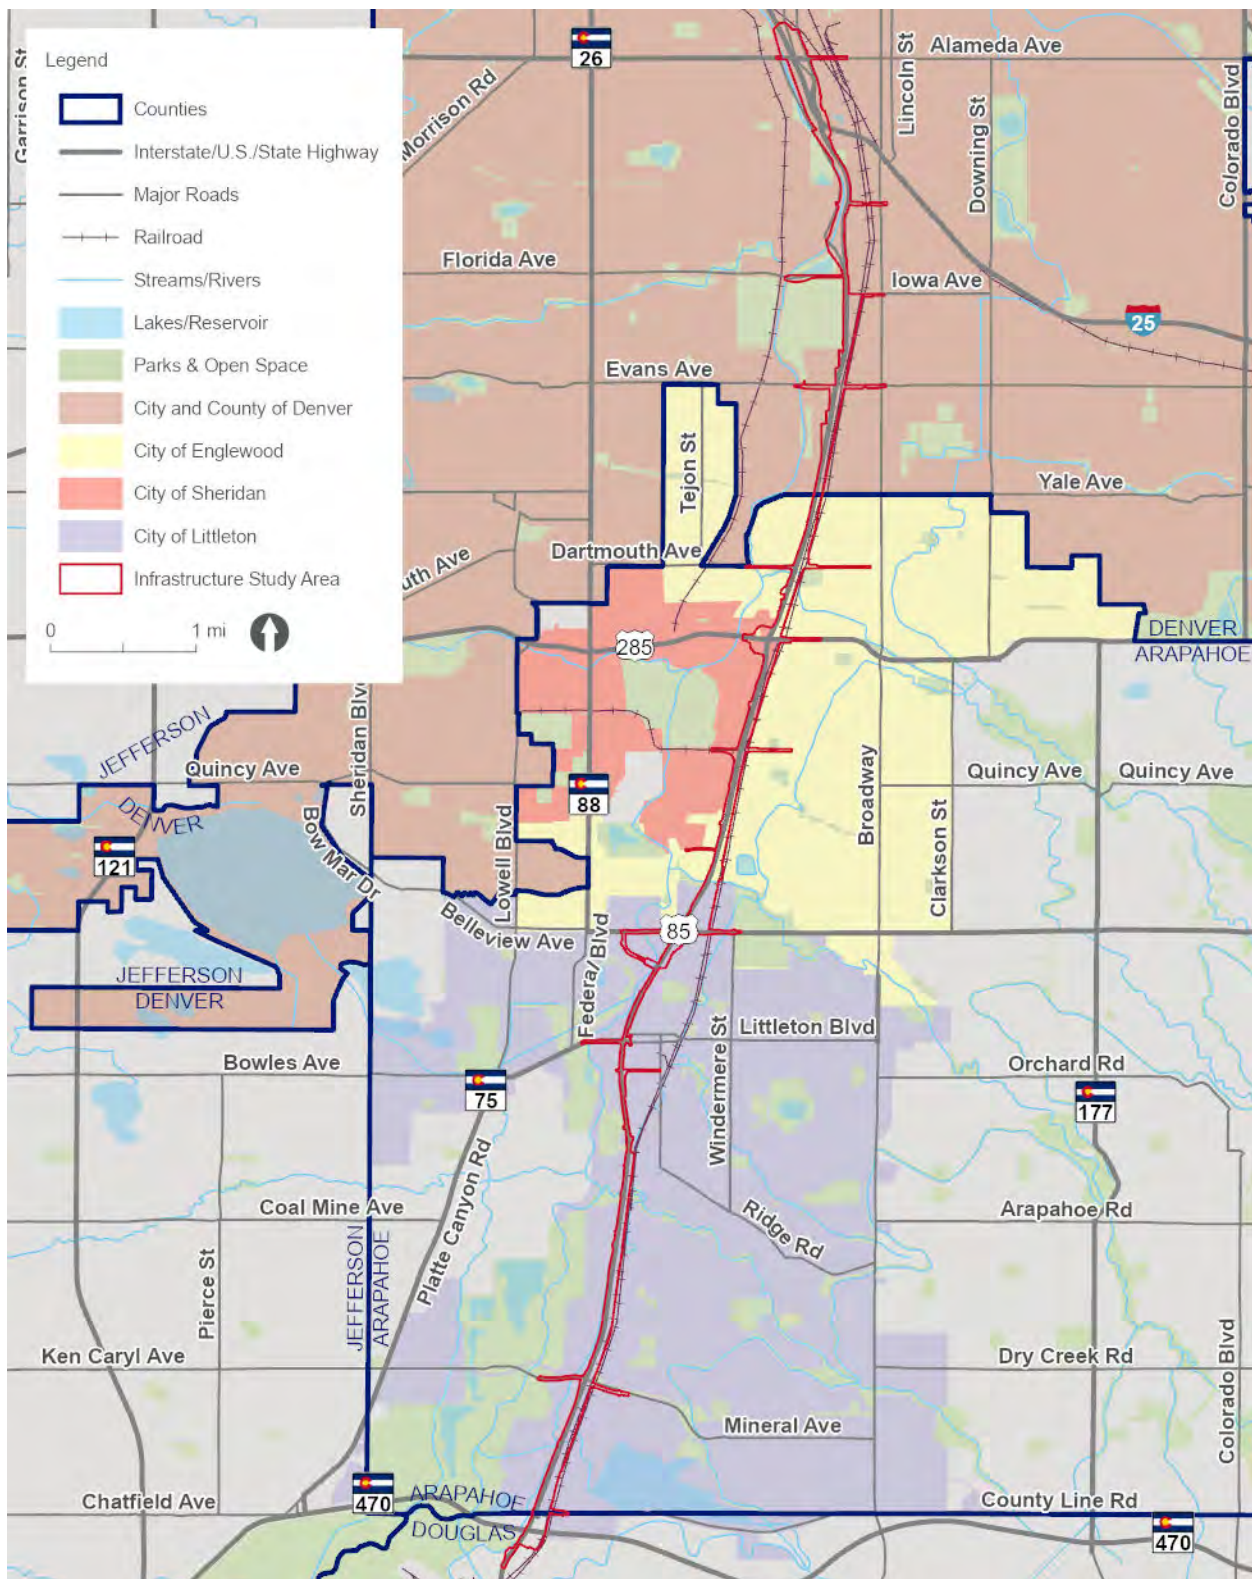 Legend
Counties
Interstate/U.S./State Highway
Major Roads
Railroad
Streams/Rivers
Lakes/Reservoir
Parks & Open Space
City and County of Denver
City of Englewood
City of Sheridan
City of Littleton
Infrastructure Study Area
0 1 mi
Garrison St
26
Morrison Rd
Lincoln St
Alameda Ave
Downing St
Colorado Blvd
Florida Ave
Iowa Ave
25
Evans Ave
Tejon St
Yale Ave
Dartmouth Ave
uth Ave
285
DENVER
ARAPAHOE
JEFFERSON
DENVER
Sheridan Blvd
Quincy Ave
88
Quincy Ave
Quincy Ave
Broadway
121
Bow Mar Dr
Lowell Blvd
Clarkson St
Belleview Ave
85
JEFFERSON
DENVER
Federal Blvd
Littleton Blvd
Windermere St
Bowles Ave
75
Orchard Rd
177
Platte Canyon Rd
Coal Mine Ave
Ridge Rd
Arapahoe Rd
Pierce St
JEFFERSON
ARAPAHOE
Ken Caryl Ave
Dry Creek Rd
Colorado Blvd
Mineral Ave
Chatfield Ave
470
ARAPAHOE
DOUGLAS
County Line Rd
470